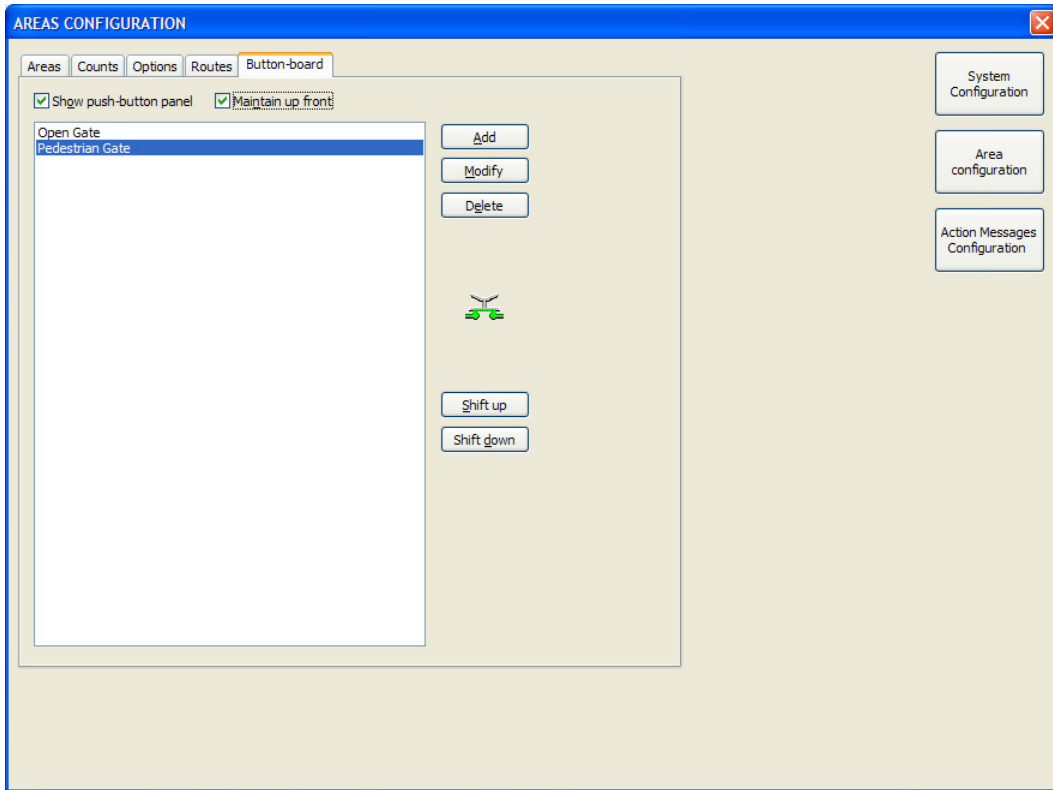 AREAS CONFIGURATION
Areas
Counts
Options
Routes
Button-board
Show push-button panel
Maintain up front
Open Gate
Pedestrian Gate
Add
Modify
Delete
Shift up
Shift down
System
Configuration
Area
configuration
Action Messages
Configuration